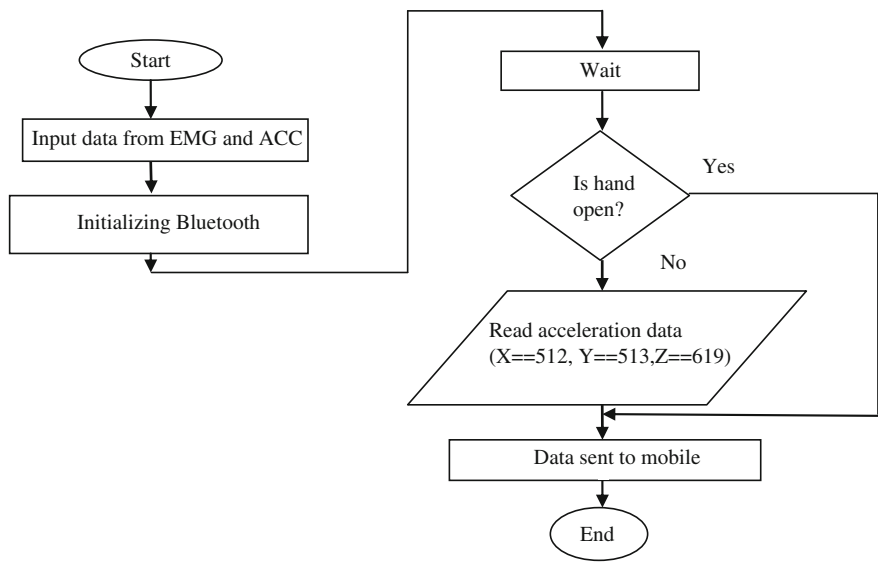 Start
Input data from EMG and ACC
Initializing Bluetooth
Wait
Is hand
open?
Yes
No
Read acceleration data
(X==512, Y==513,Z==619)
Data sent to mobile
End